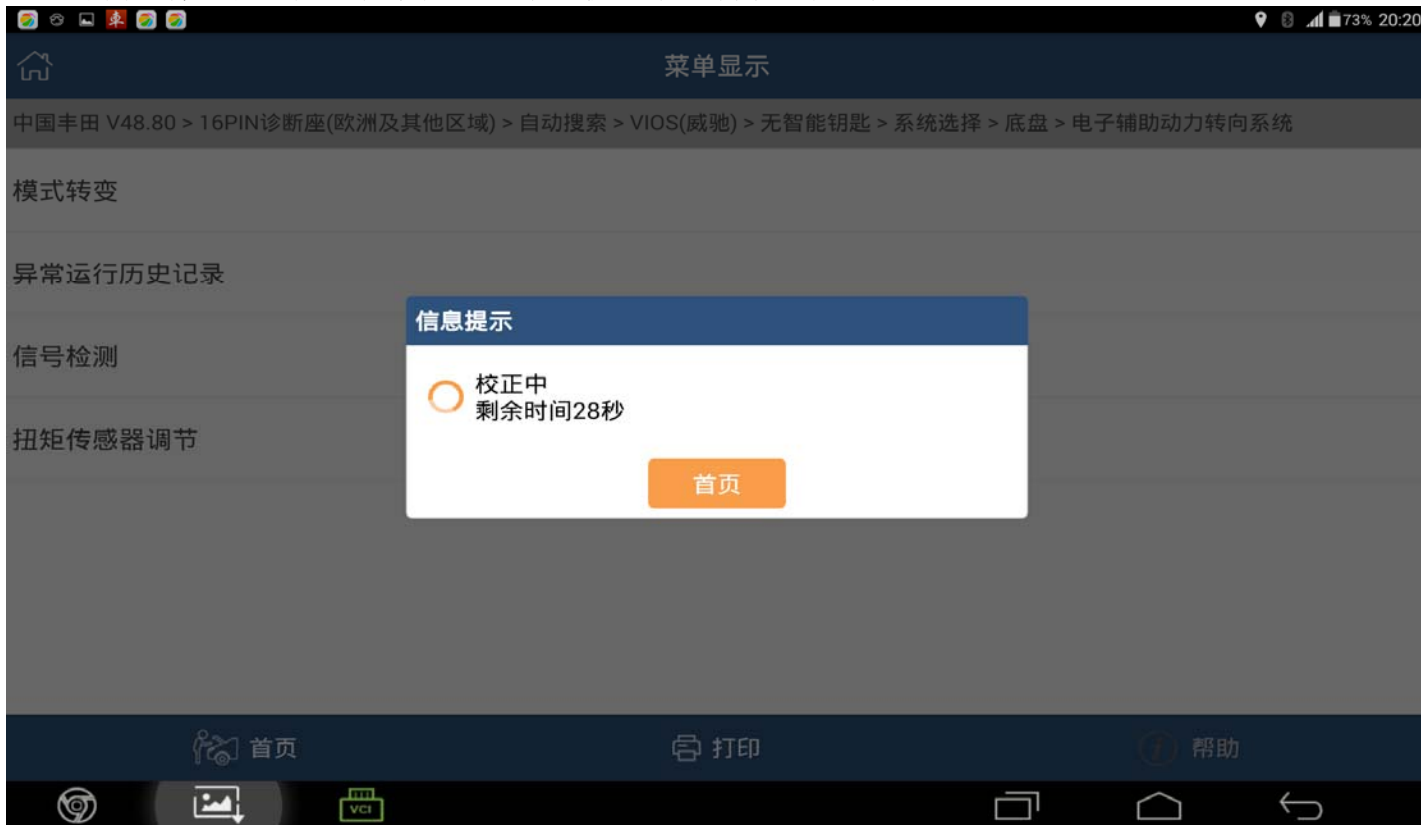 73% 20:20
菜单显示
中国丰田 V48.80 > 16PIN诊断座(欧洲及其他区域) > 自动搜索 > VIOS(威驰) > 无智能钥匙 > 系统选择 > 底盘 > 电子辅助动力转向系统
模式转变
异常运行历史记录
信号检测
扭矩传感器调节
信息提示
校正中
剩余时间28秒
首页
首页 打印 帮助
VCI